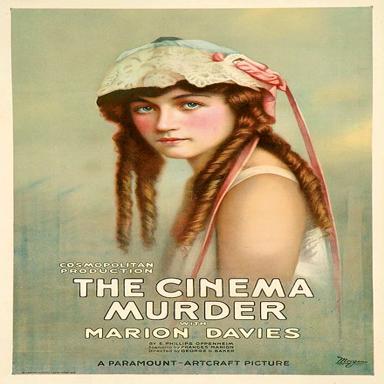 COSMOPOLITAN
PRODUCTION
THE CINEMA
MURDER
WITH
MARION DAVIES
BY E. PHILLIPS OPPENHEIM
Scenario by FRANCES MARION
Directed by GEORGE D. BAKER
A PARAMOUNT-ARTCRAFT PICTURE